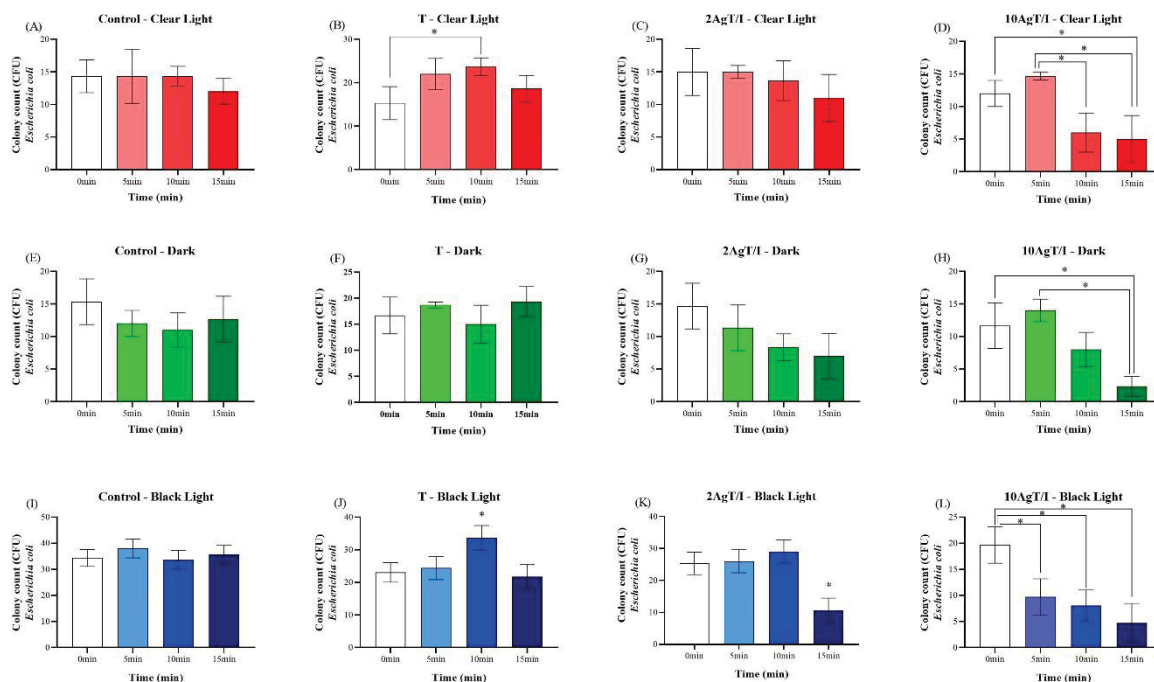 (A)
Control - Clear Light
Colony count (CFU)
Escherichia coli
20
15
10
5
0
0min 5min 10min 15min
Time (min)
(B)
T - Clear Light
*
Colony count (CFU)
Escherichia coli
30
20
10
0
0min 5min 10min 15min
Time (min)
(C)
2AgT/I - Clear Light
Colony count (CFU)
Escherichia coli
20
15
10
5
0
0min 5min 10min 15min
Time (min)
(D)
10AgT/I - Clear Light
*
*
*
Colony count (CFU)
Escherichia coli
20
15
10
5
0
0min 5min 10min 15min
Time (min)
(E)
Control - Dark
Colony count (CFU)
Escherichia coli
20
15
10
5
0
0min 5min 10min 15min
Time (min)
(F)
T - Dark
Colony count (CFU)
Escherichia coli
25
20
15
10
5
0
0min 5min 10min 15min
Time (min)
(G)
2AgT/I - Dark
Colony count (CFU)
Escherichia coli
20
15
10
5
0
0min 5min 10min 15min
Time (min)
(H)
10AgT/I - Dark
*
*
Colony count (CFU)
Escherichia coli
20
15
10
5
0
0min 5min 10min 15min
Time (min)
(I)
Control - Black Light
Colony count (CFU)
Escherichia coli
50
40
30
20
10
0
0min 5min 10min 15min
Time (min)
(J)
T - Black Light
*
Colony count (CFU)
Escherichia coli
40
30
20
10
0
0min 5min 10min 15min
Time (min)
(K)
2AgT/I - Black Light
*
Colony count (CFU)
Escherichia coli
40
30
20
10
0
0min 5min 10min 15min
Time (min)
(L)
10AgT/I - Black Light
*
*
*
Colony count (CFU)
Escherichia coli
25
20
15
10
5
0
0min 5min 10min 15min
Time (min)